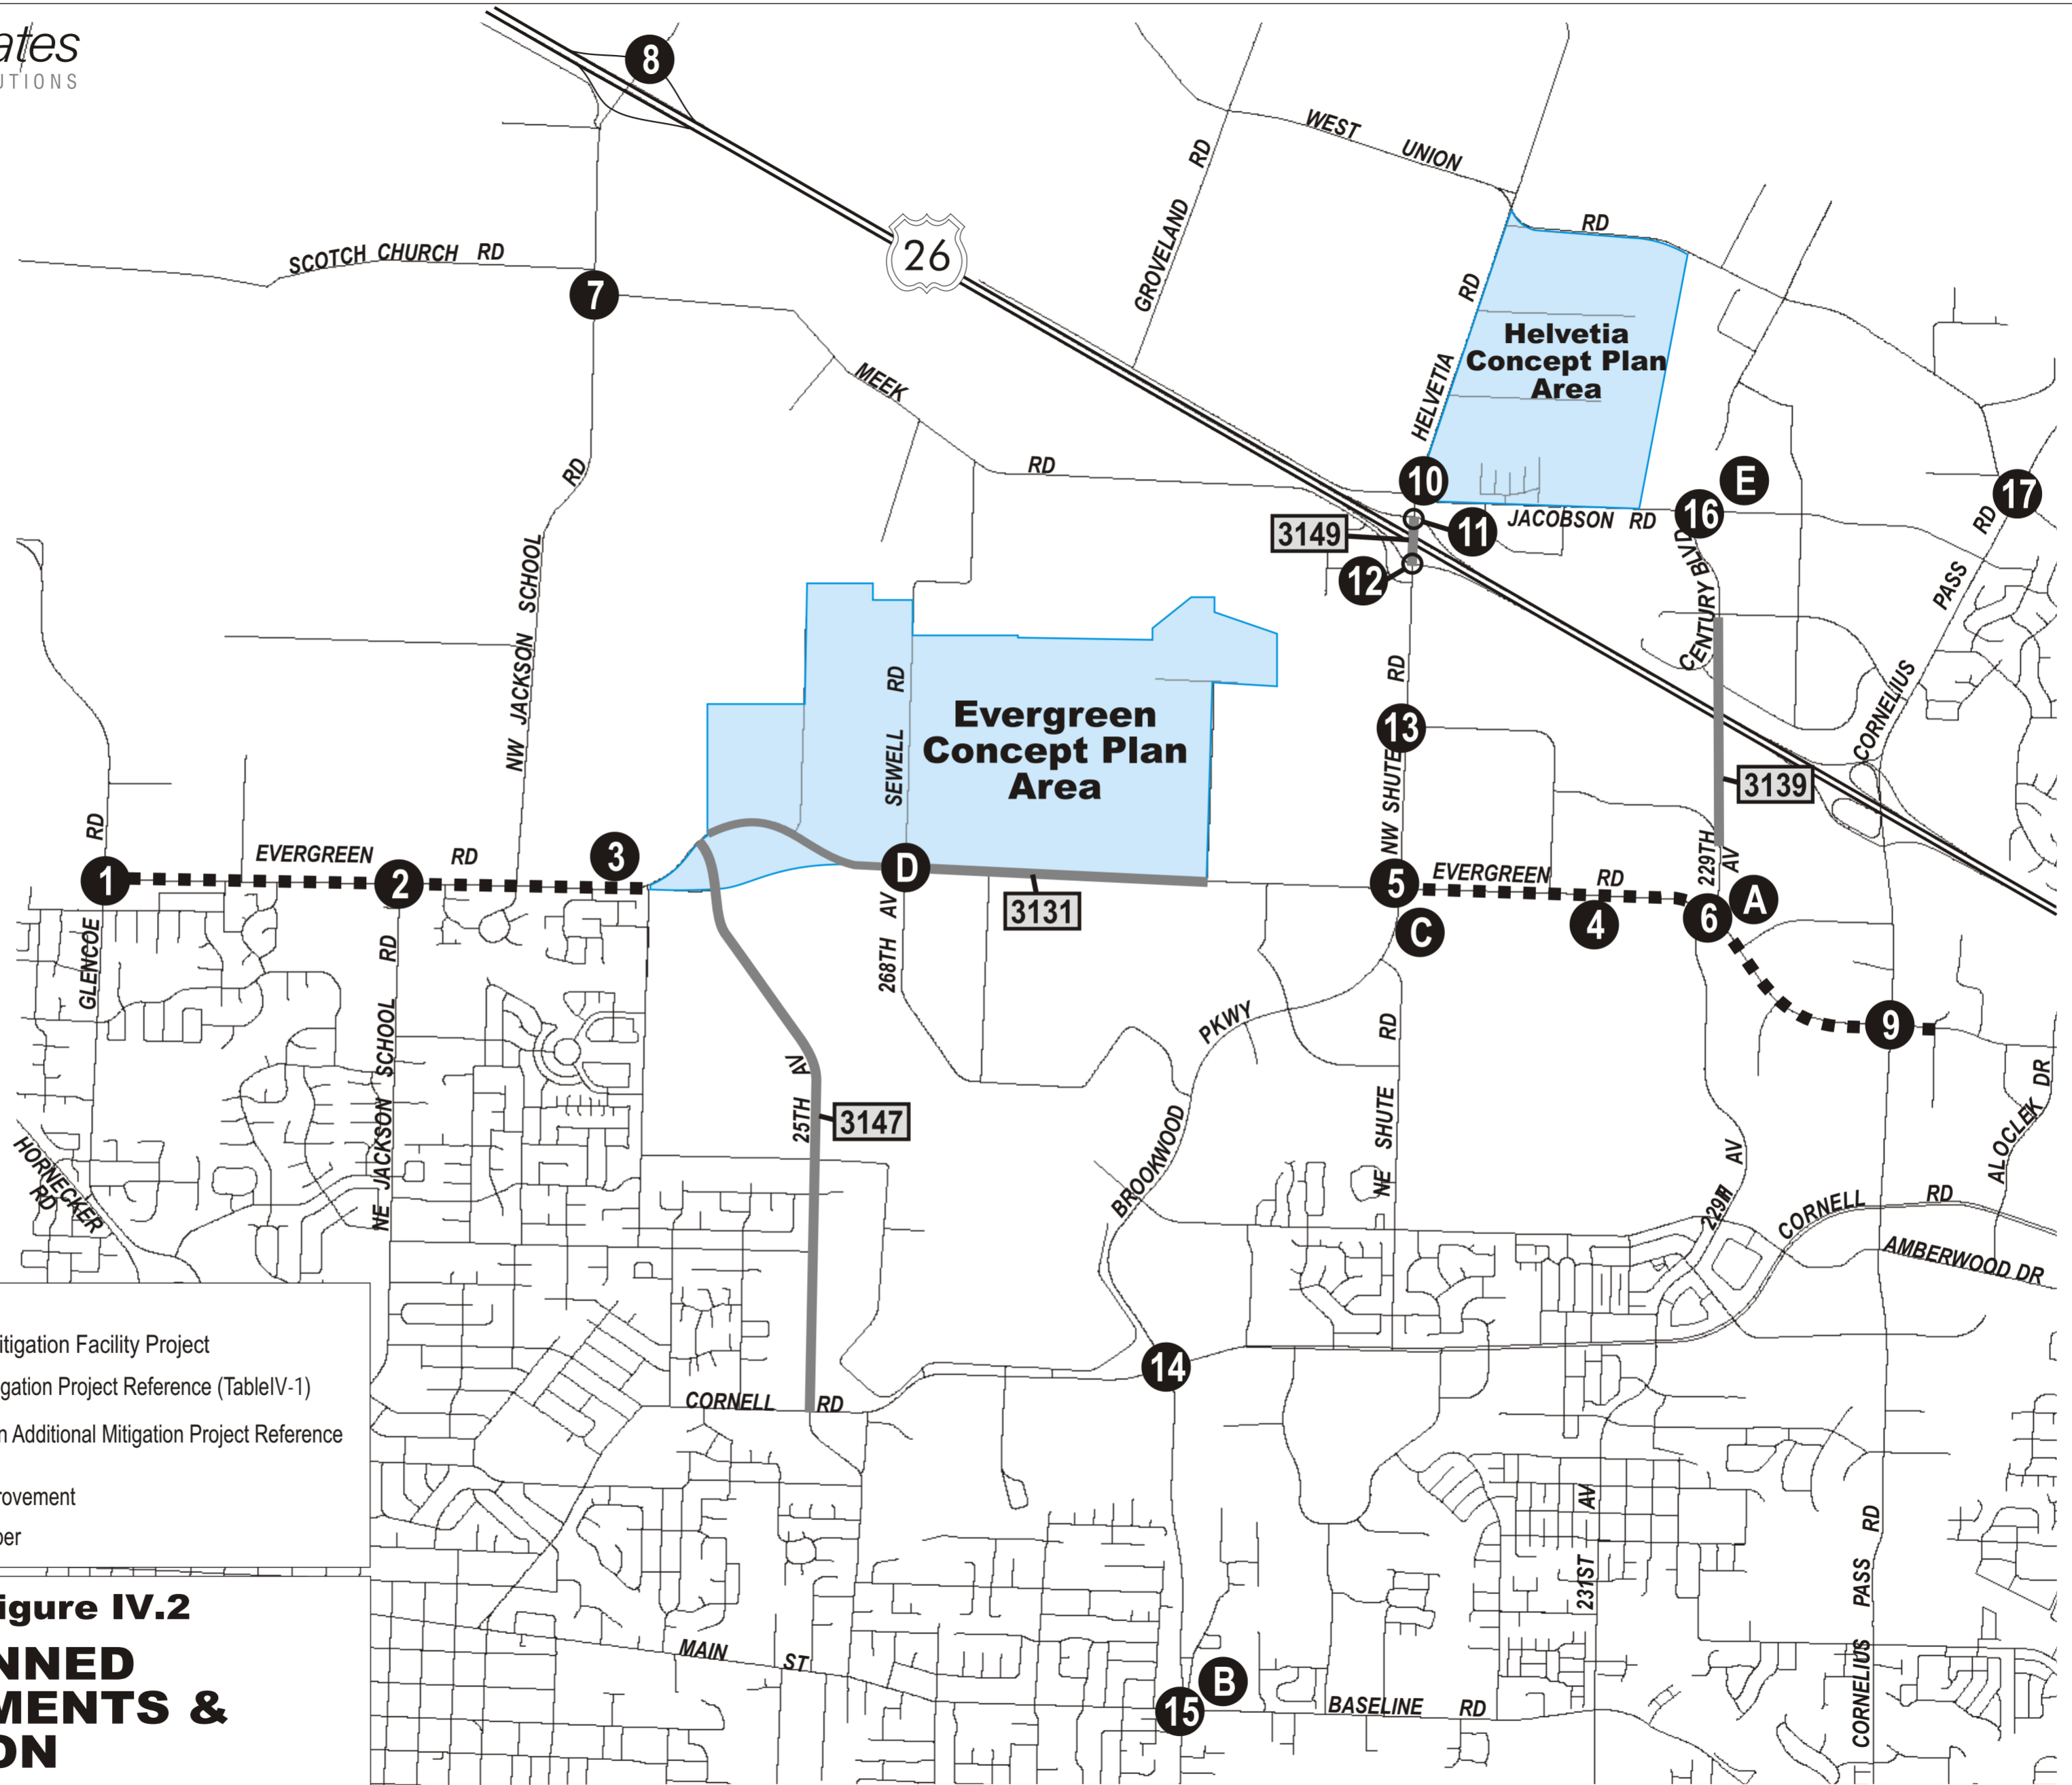 ates
UTIONS
8
WEST
UNION
RD
GROVELAND RD
26
SCOTCH CHURCH RD
7
HELVETIA RD
Helvetia
Concept Plan
Area
MEEK
RD
10
E
17
11
JACOBSON RD
16
3149
12
NW JACKSON SCHOOL RD
CENTURY BLVD
CORNELIUS PASS RD
SEWELL RD
Evergreen
Concept Plan
Area
13
NW SHUTE RD
3139
RD
GLENCOE
1
EVERGREEN RD
2
3
D
3131
5
EVERGREEN RD
229TH AV
A
6
4
C
268TH AV
9
NE JACKSON SCHOOL RD
25TH AV
3147
BROOKWOOD PKWY
NE SHUTE RD
ALOCLEK DR
HORNECKER
RD
AV
CORNELL RD
AMBERWOOD DR
14
CORNELL RD
itigation Facility Project
igation Project Reference (TableIV-1)
n Additional Mitigation Project Reference
rovement
ber
231ST AV
CORNELIUS PASS RD
igure IV.2
NNED
MENTS &
ON
MAIN ST
B
15
BASELINE RD